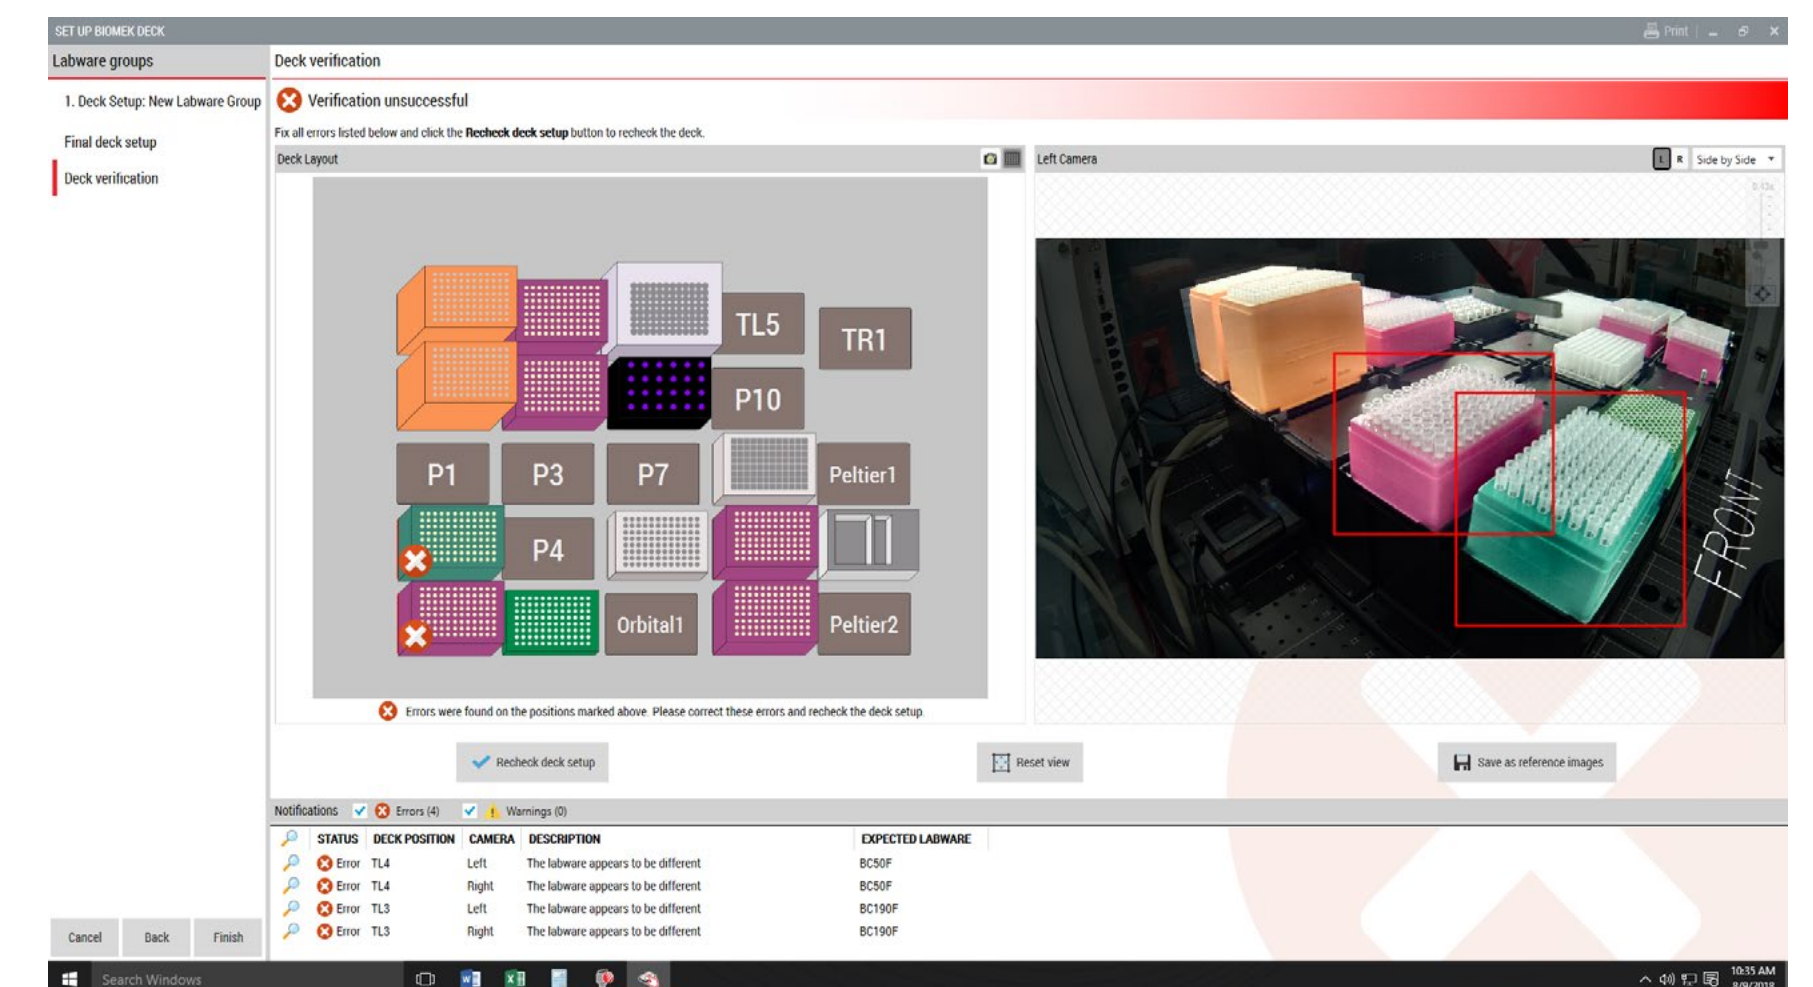 SET UP BIOMEK DECK
Print
Labware groups
Deck verification
1. Deck Setup: New Labware Group
Final deck setup
Deck verification
Verification unsuccessful
Fix all errors listed below and click the Recheck deck setup button to recheck the deck.
Deck Layout
Left Camera
L R Side by Side
TL5
TR1
P10
P1 P3 P7 Peltier1
P4
Orbital1 Peltier2
FRONT
Errors were found on the positions marked above. Please correct these errors and recheck the deck setup.
Recheck deck setup
Reset view
Save as reference images
Notifications Errors (4) Warnings (0)
STATUS DECK POSITION CAMERA DESCRIPTION EXPECTED LABWARE
Error TL4 Left The labware appears to be different BC50F
Error TL4 Right The labware appears to be different BC50F
Error TL3 Left The labware appears to be different BC190F
Error TL3 Right The labware appears to be different BC190F
Cancel Back Finish
Search Windows
10:35 AM
8/9/2018